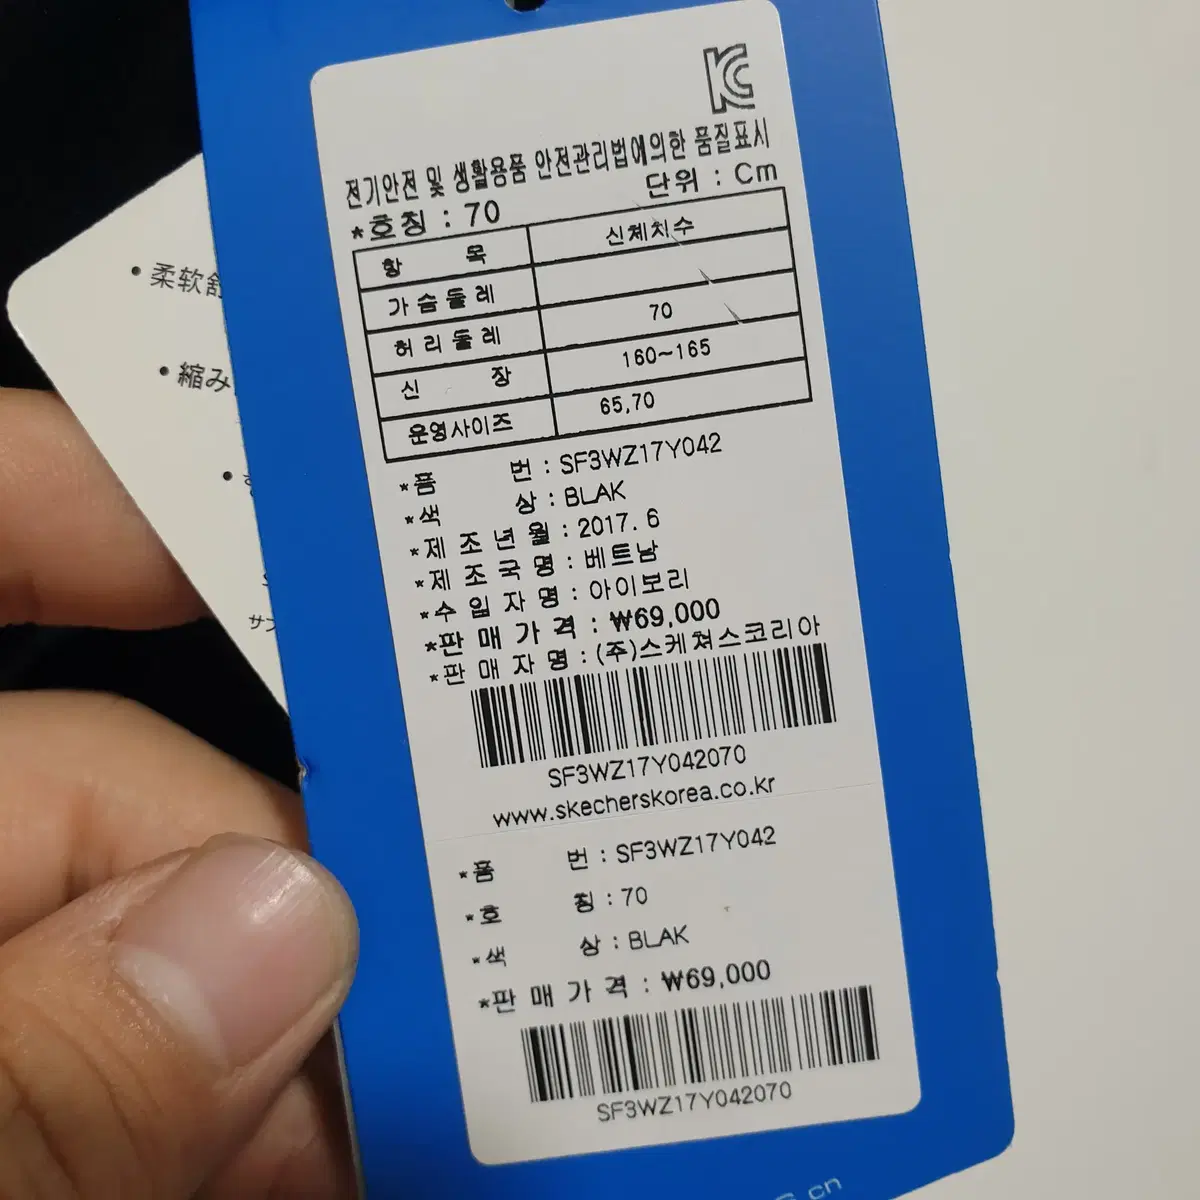 KC
전기안전 및 생활용품 안전관리법에의한 품질표시
*호칭 : 70 단위 : Cm
항 목 신체치수
가슴둘레
허리둘레 70
신 장 160~165
운영사이즈 65,70
*품 번 : SF3WZ17Y042
*색 상 : BLAK
*제 조 년 월 : 2017. 6
*제 조 국 명 : 베트남
*수 입 자 명 : 아이보리
*판 매 가 격 : ₩69,000
*판 매 자 명 : (주)스케쳐스코리아
SF3WZ17Y042070
www.skecherskorea.co.kr
*품 번 : SF3WZ17Y042
*호 칭 : 70
*색 상 : BLAK
*판 매 가 격 : ₩69,000
SF3WZ17Y042070
• 柔软舒
• 縮み
サフ
.cn